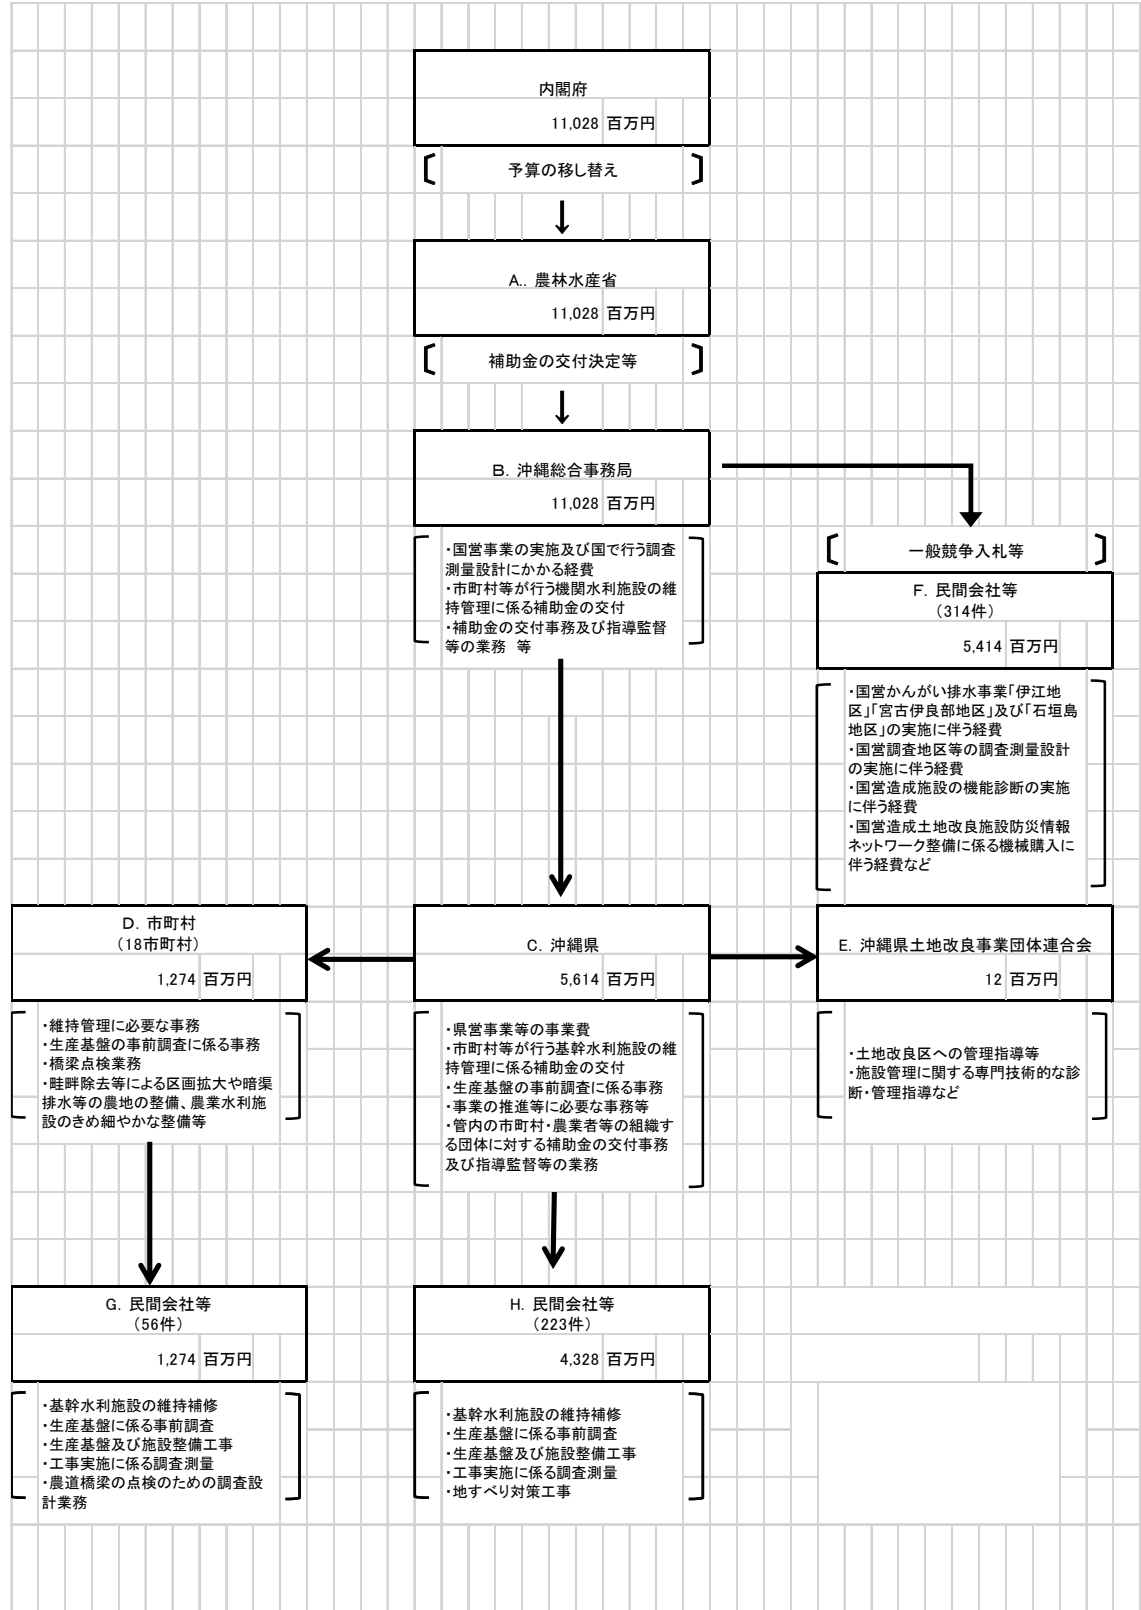 内閣府
11,028 百万円
予算の移し替え
A.. 農林水産省
11,028 百万円
補助金の交付決定等
B. 沖縄総合事務局
11,028 百万円
・国営事業の実施及び国で行う調査
測量設計にかかる経費
・市町村等が行う機関水利施設の維
持管理に係る補助金の交付
・補助金の交付事務及び指導監督
等の業務 等
一般競争入札等
F. 民間会社等
(314件)
5,414 百万円
・国営かんがい排水事業「伊江地
区」「宮古伊良部地区」及び「石垣島
地区」の実施に伴う経費
・国営調査地区等の調査測量設計
の実施に伴う経費
・国営造成施設の機能診断の実施
に伴う経費
・国営造成土地改良施設防災情報
ネットワーク整備に係る機械購入に
伴う経費など
D. 市町村
(18市町村)
1,274 百万円
・維持管理に必要な事務
・生産基盤の事前調査に係る事務
・橋梁点検業務
・畦畔除去等による区画拡大や暗渠
排水等の農地の整備、農業水利施
設のきめ細やかな整備等
C. 沖縄県
5,614 百万円
・県営事業等の事業費
・市町村等が行う基幹水利施設の維
持管理に係る補助金の交付
・生産基盤の事前調査に係る事務
・事業の推進等に必要な事務等
・管内の市町村・農業者等の組織す
る団体に対する補助金の交付事務
及び指導監督等の業務
E. 沖縄県土地改良事業団体連合会
12 百万円
・土地改良区への管理指導等
・施設管理に関する専門技術的な診
断・管理指導など
G. 民間会社等
(56件)
1,274 百万円
・基幹水利施設の維持補修
・生産基盤に係る事前調査
・生産基盤及び施設整備工事
・工事実施に係る調査測量
・農道橋梁の点検のための調査設
計業務
H. 民間会社等
(223件)
4,328 百万円
・基幹水利施設の維持補修
・生産基盤に係る事前調査
・生産基盤及び施設整備工事
・工事実施に係る調査測量
・地すべり対策工事